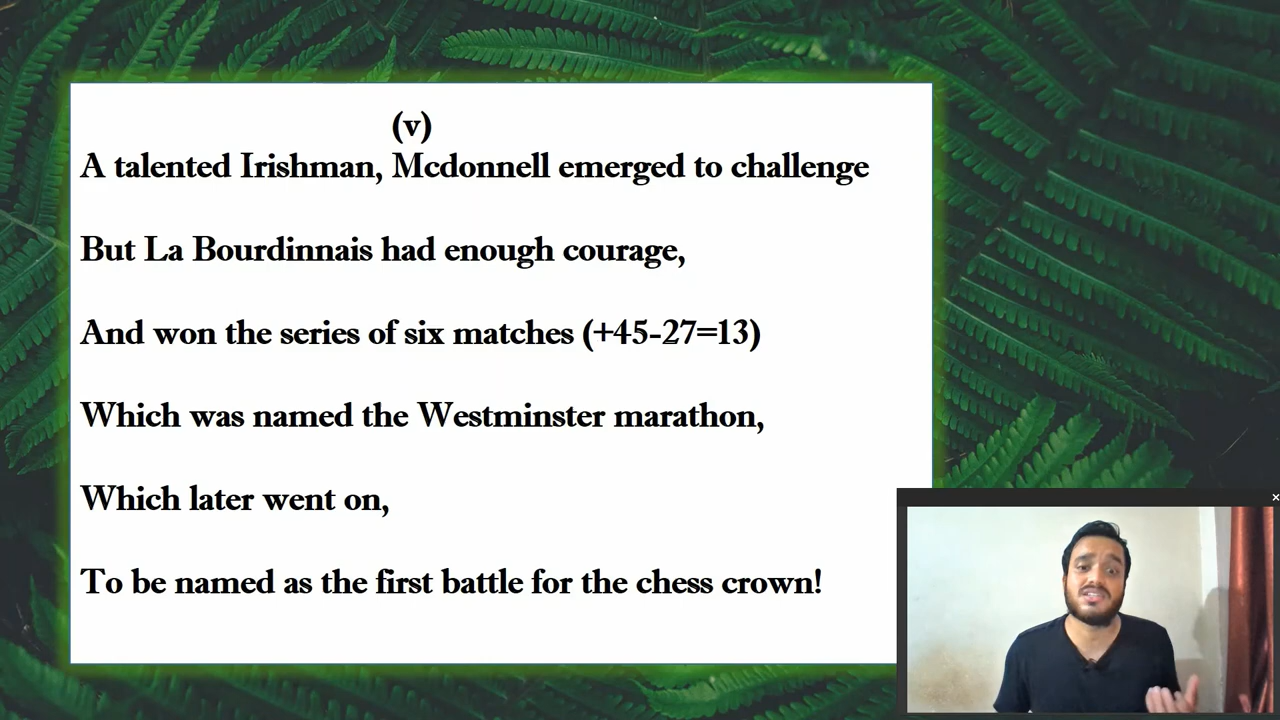 (v)
A talented Irishman, Mcdonnell emerged to challenge
But La Bourdinnais had enough courage,
And won the series of six matches (+45-27=13)
Which was named the Westminster marathon,
Which later went on,
To be named as the first battle for the chess crown!